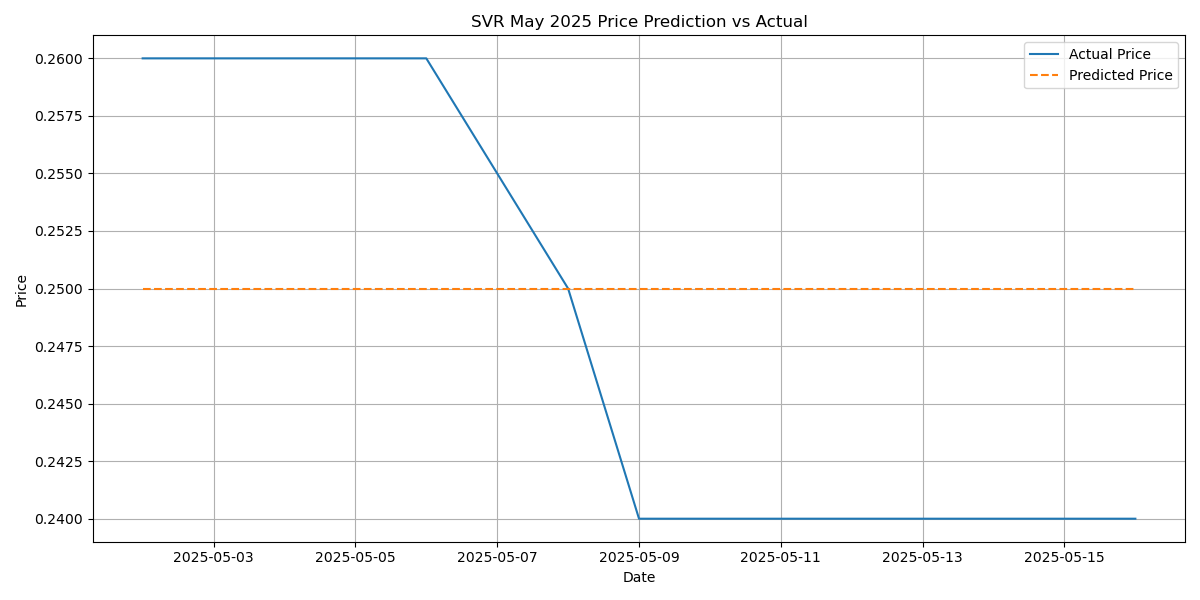 SVR May 2025 Price Prediction vs Actual
Actual Price
Predicted Price
0.2600
0.2575
0.2550
0.2525
0.2500
0.2475
0.2450
0.2425
0.2400
Price
2025-05-03 2025-05-05 2025-05-07 2025-05-09 2025-05-11 2025-05-13 2025-05-15
Date